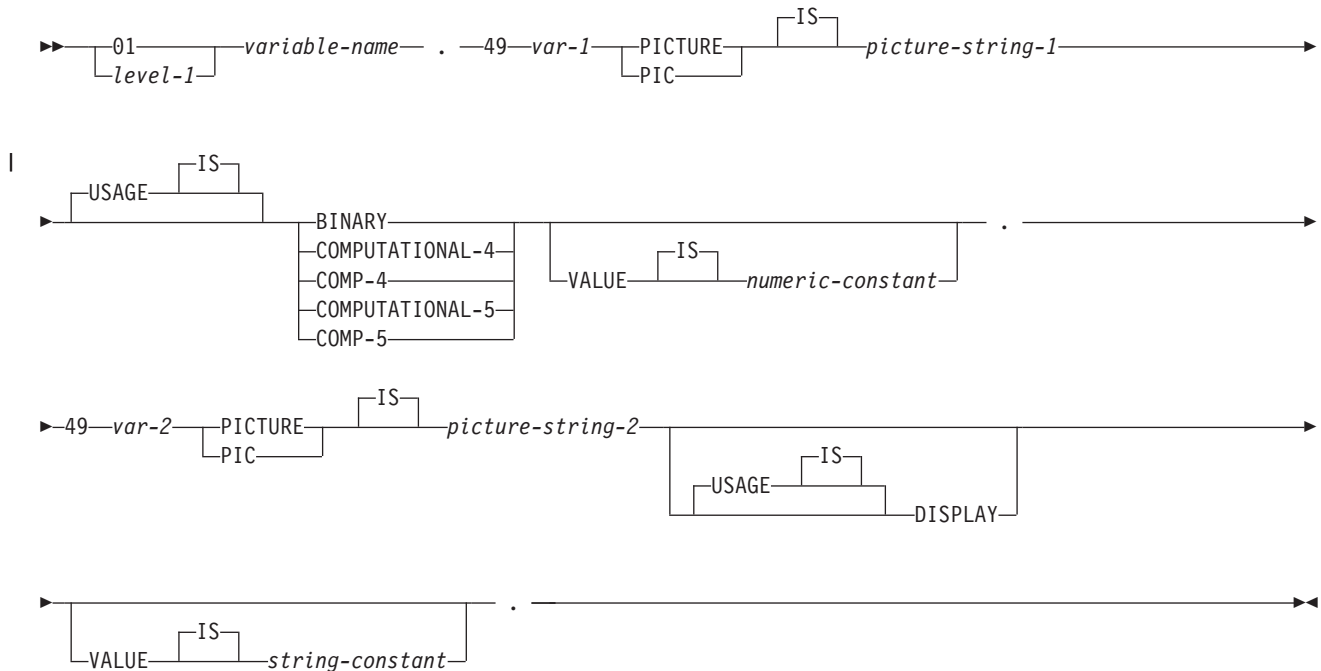 IS
01 variable-name . 49 var-1 PICTURE picture-string-1
level-1 PIC
IS
USAGE
BINARY .
COMPUTATIONAL-4 IS
COMP-4 VALUE numeric-constant
COMPUTATIONAL-5
COMP-5
IS
49 var-2 PICTURE picture-string-2
PIC IS
USAGE
DISPLAY
.
IS
VALUE string-constant